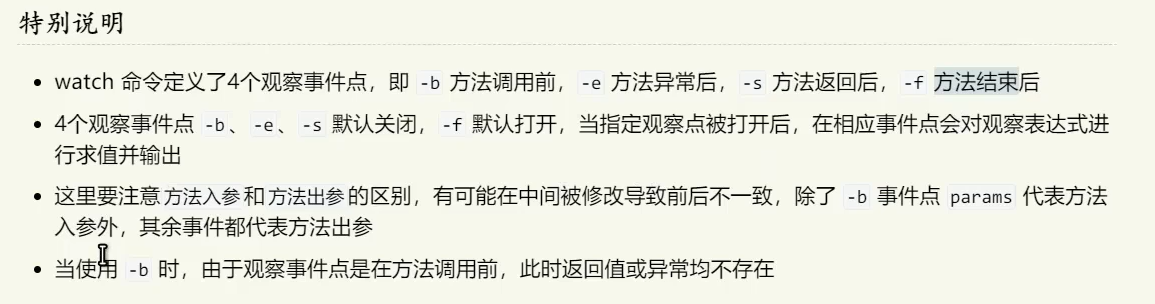 特别说明
watch 命令定义了4个观察事件点，即 -b 方法调用前，-e 方法异常后，-s 方法返回后，-f 方法结束后
4个观察事件点 -b、-e、-s 默认关闭，-f 默认打开，当指定观察点被打开后，在相应事件点会对观察表达式进
行求值并输出
这里要注意方法入参和方法出参的区别，有可能在中间被修改导致前后不一致，除了 -b 事件点 params 代表方法
入参外，其余事件都代表方法出参
当使用 -b 时，由于观察事件点是在方法调用前，此时返回值或异常均不存在